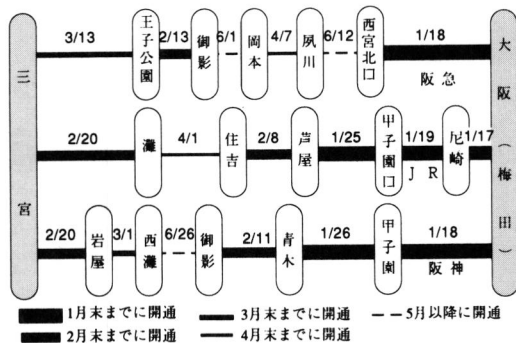 三宮
大阪(梅田)
3/13 王子公園 2/13 御影 6/1 岡本 4/7 夙川 6/12 西宮北口 1/18
阪急
2/20 灘 4/1 住吉 2/8 芦屋 1/25 甲子園口 1/19 尼崎 1/17
JR
2/20 岩屋 3/1 西灘 6/26 御影 2/11 青木 1/26 甲子園 1/18
阪神
1月末までに開通 3月末までに開通 5月以降に開通
2月末までに開通 4月末までに開通